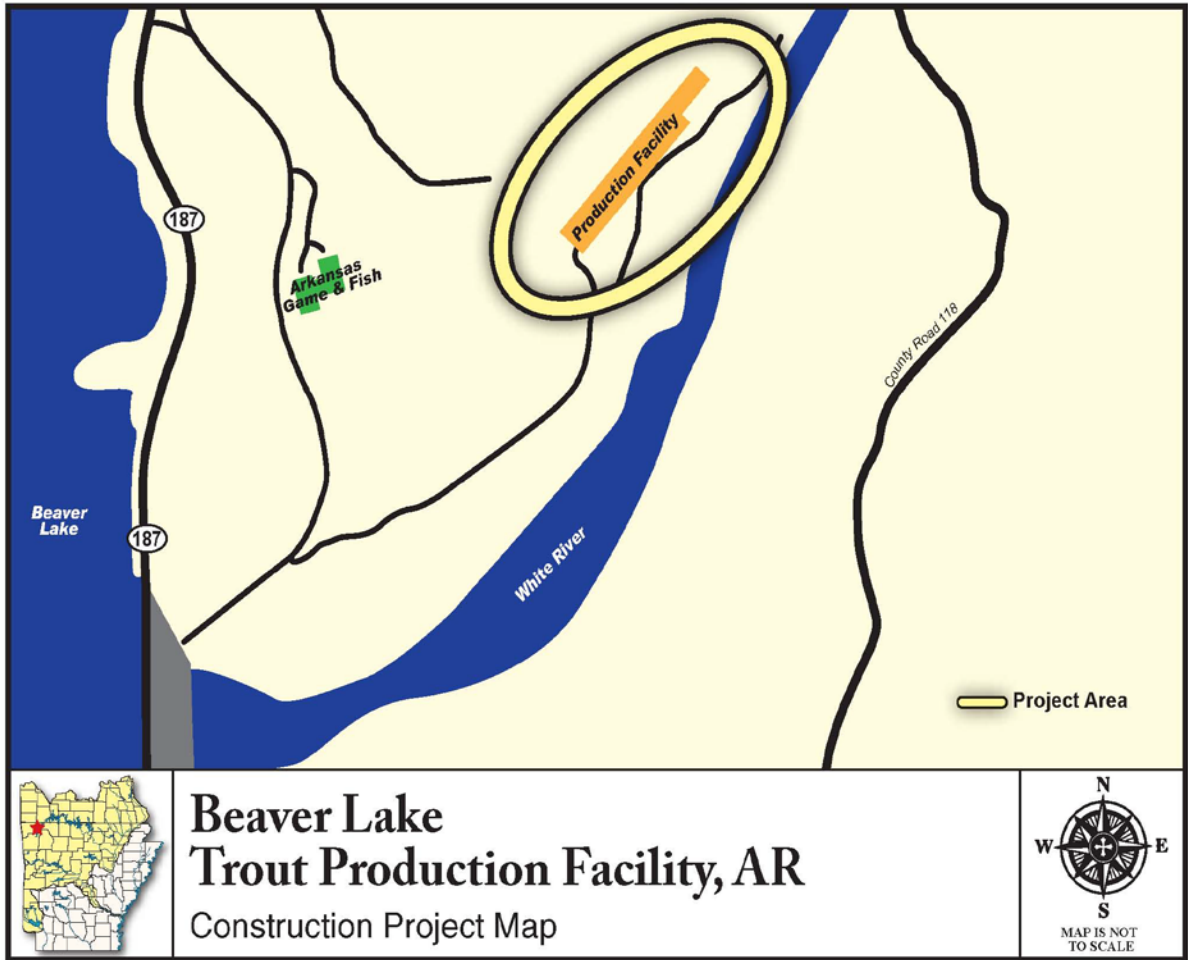 187
Production Facility
Arkansas
Game & Fish
County Road 118
Beaver
Lake
187
White River
Project Area
Beaver Lake
Trout Production Facility, AR
Construction Project Map
N
W
E
S
MAP IS NOT
TO SCALE